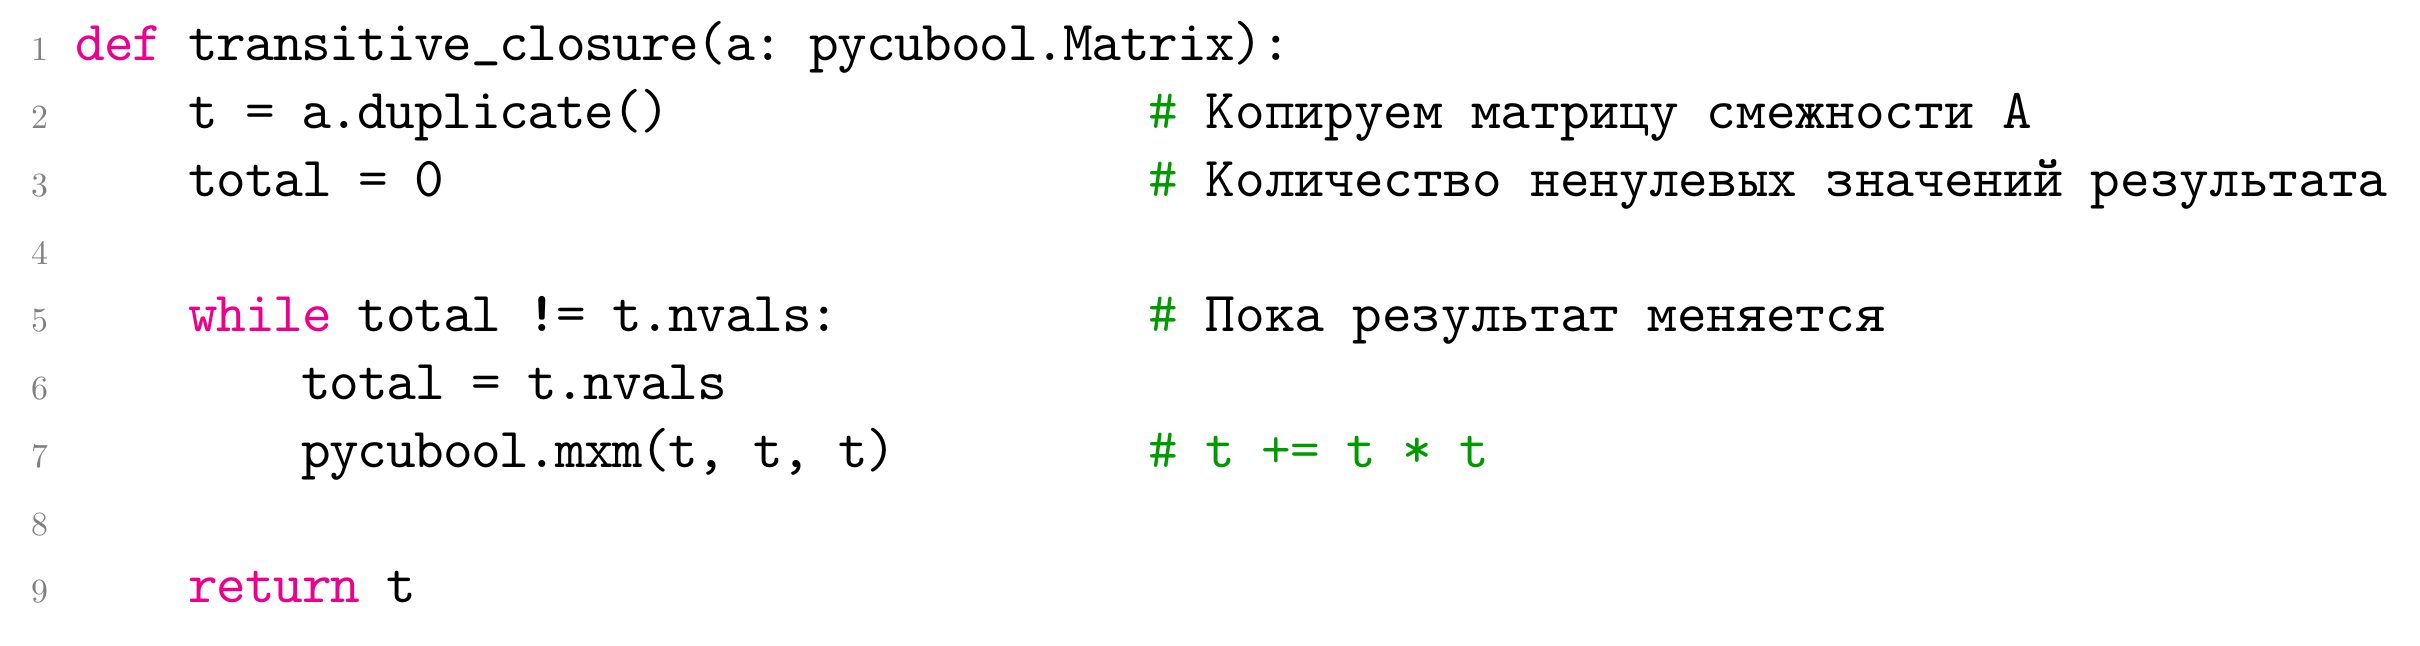 1 def transitive_closure(a: pycubool.Matrix):
2     t = a.duplicate()                 # Копируем матрицу смежности A
3     total = 0                         # Количество ненулевых значений результата
4
5     while total != t.nvals:           # Пока результат меняется
6         total = t.nvals
7         pycubool.mxm(t, t, t)         # t += t * t
8
9     return t